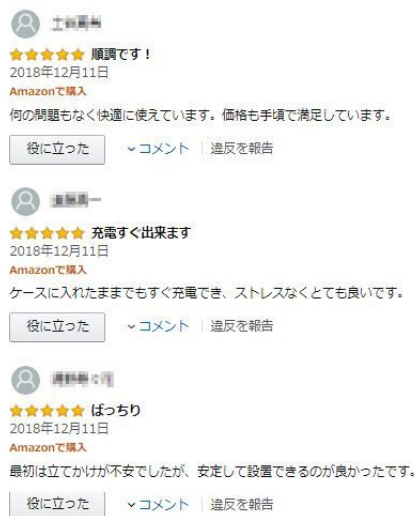 順調です！
2018年12月11日
Amazonで購入
何の問題もなく快適に使えています。価格も手頃で満足しています。
役に立った コメント 違反を報告
充電すぐ出来ます
2018年12月11日
Amazonで購入
ケースに入れたままでもすぐ充電でき、ストレスなくとても良いです。
役に立った コメント 違反を報告
ばっちり
2018年12月11日
Amazonで購入
最初は立てかけが不安でしたが、安定して設置できるのが良かったです。
役に立った コメント 違反を報告